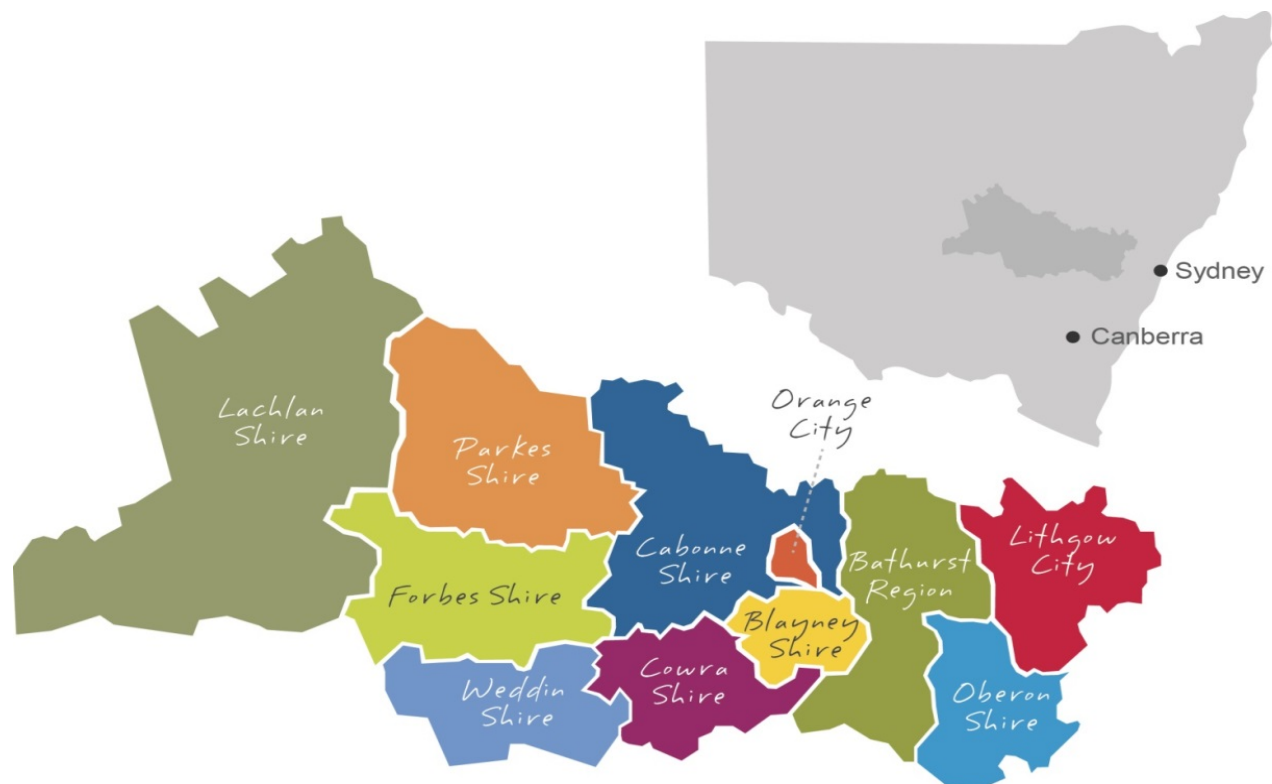 Sydney
Canberra
Orange
City
Lachlan
Shire
Parkes
Shire
Cabonne
Shire
Bathurst
Region
Lithgow
City
Forbes Shire
Blayney
Shire
Weddin
Shire
Cowra
Shire
Oberon
Shire